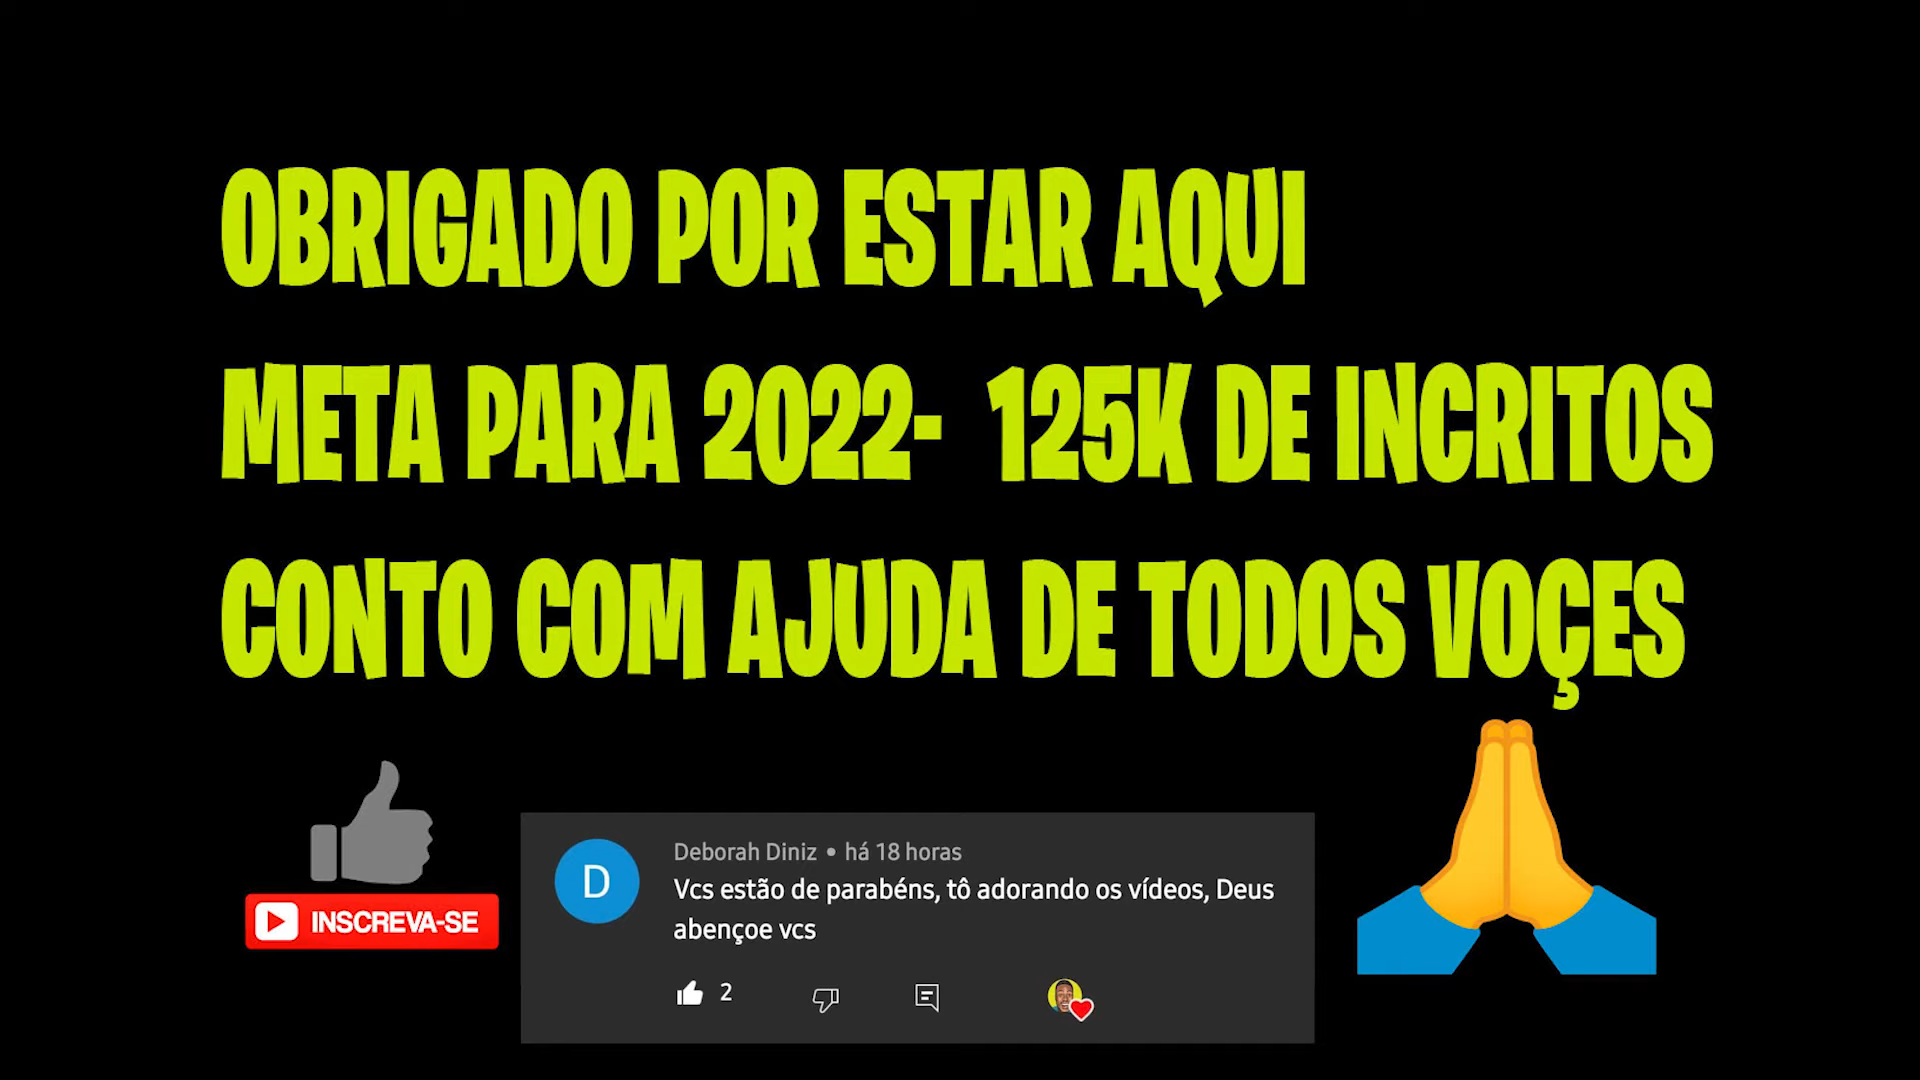 OBRIGADO POR ESTAR AQUI
META PARA 2022- 125K DE INCRITOS
CONTO COM AJUDA DE TODOS VOÇES
INSCREVA-SE
D
Deborah Diniz • há 18 horas
Vcs estão de parabéns, tô adorando os vídeos, Deus
abençoe vcs
2